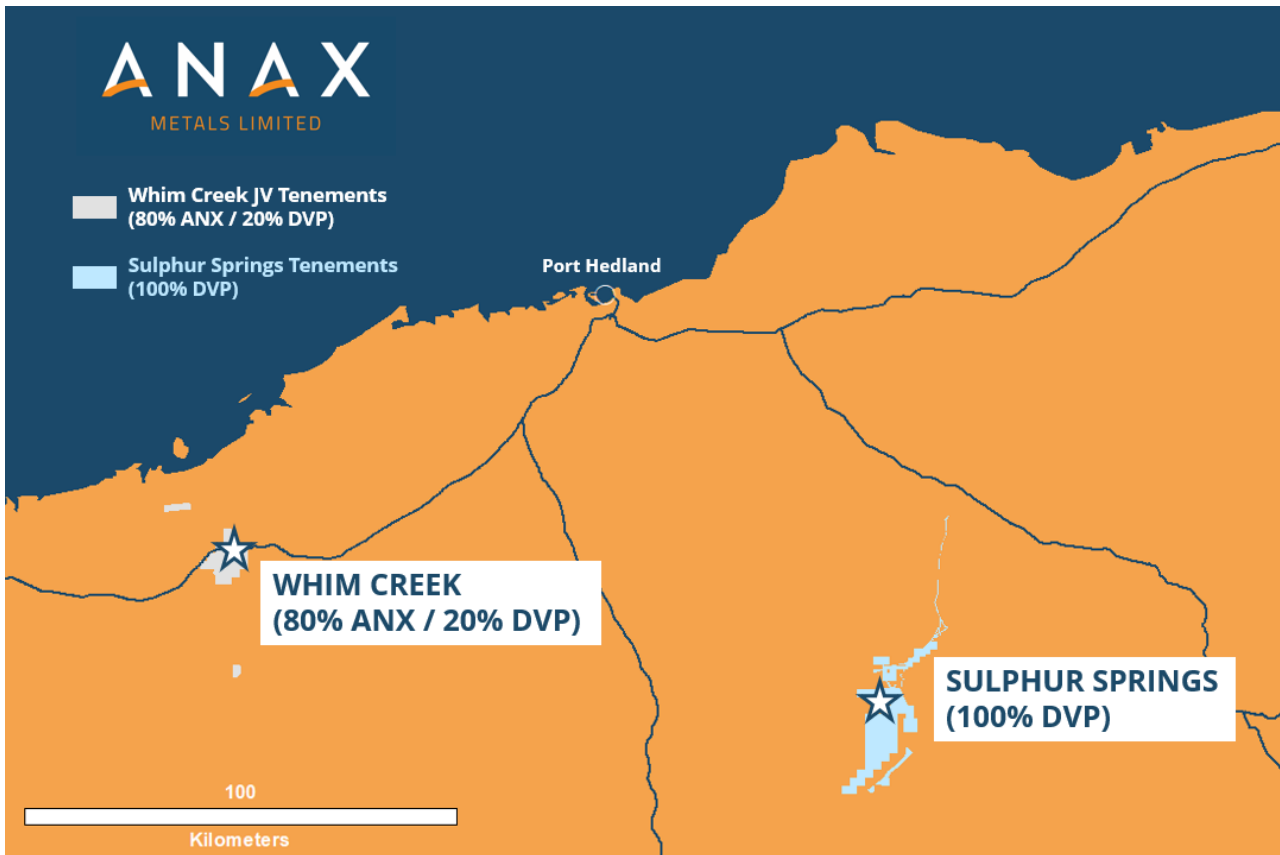 ANAX
METALS LIMITED
Whim Creek JV Tenements
(80% ANX / 20% DVP)
Sulphur Springs Tenements
(100% DVP)
Port Hedland
WHIM CREEK
(80% ANX / 20% DVP)
SULPHUR SPRINGS
(100% DVP)
100
Kilometers